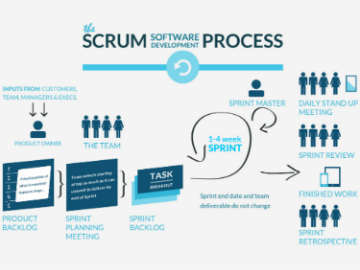 the
SCRUM SOFTWARE DEVELOPMENT PROCESS
INPUTS FROM CUSTOMERS,
TEAM, MANAGERS & EXECS.
PRODUCT OWNER
THE TEAM
SPRINT MASTER
DAILY STAND UP
MEETING
1-4 week
SPRINT
SPRINT REVIEW
TASK
BREAKOUT
FINISHED WORK
Sprint end date and team
deliverable do not change
PRODUCT
BACKLOG
SPRINT
PLANNING
MEETING
SPRINT
BACKLOG
SPRINT
RETROSPECTIVE